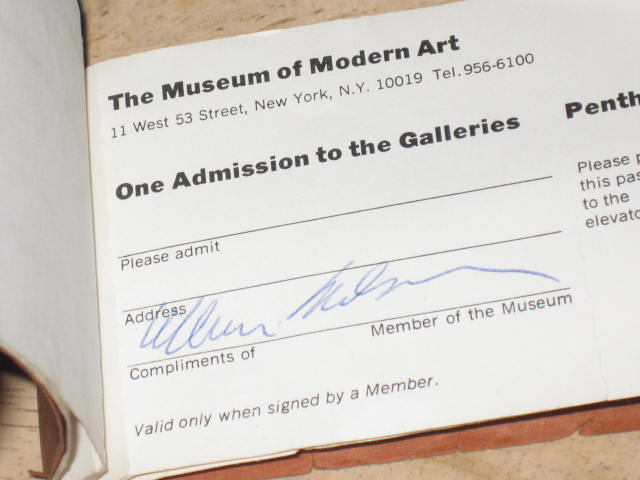 The Museum of Modern Art
11 West 53 Street, New York, N.Y. 10019 Tel. 956-6100
One Admission to the Galleries
Please admit
Address
Compliments of
Member of the Museum
Valid only when signed by a Member.
Penth
Please p
this pas
to the
elevato